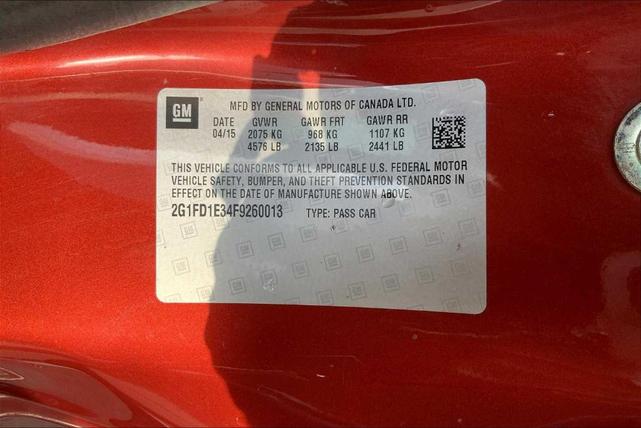 GM
MFD BY GENERAL MOTORS OF CANADA LTD.
DATE GVWR GAWR FRT GAWR RR
04/15 2075 KG 968 KG 1107 KG
4576 LB 2135 LB 2441 LB
THIS VEHICLE CONFORMS TO ALL APPLICABLE U.S. FEDERAL MOTOR
VEHICLE SAFETY, BUMPER, AND THEFT PREVENTION STANDARDS IN
EFFECT ON THE DATE OF MANUFACTURE SHOWN ABOVE.
2G1FD1E34F9260013 TYPE: PASS CAR